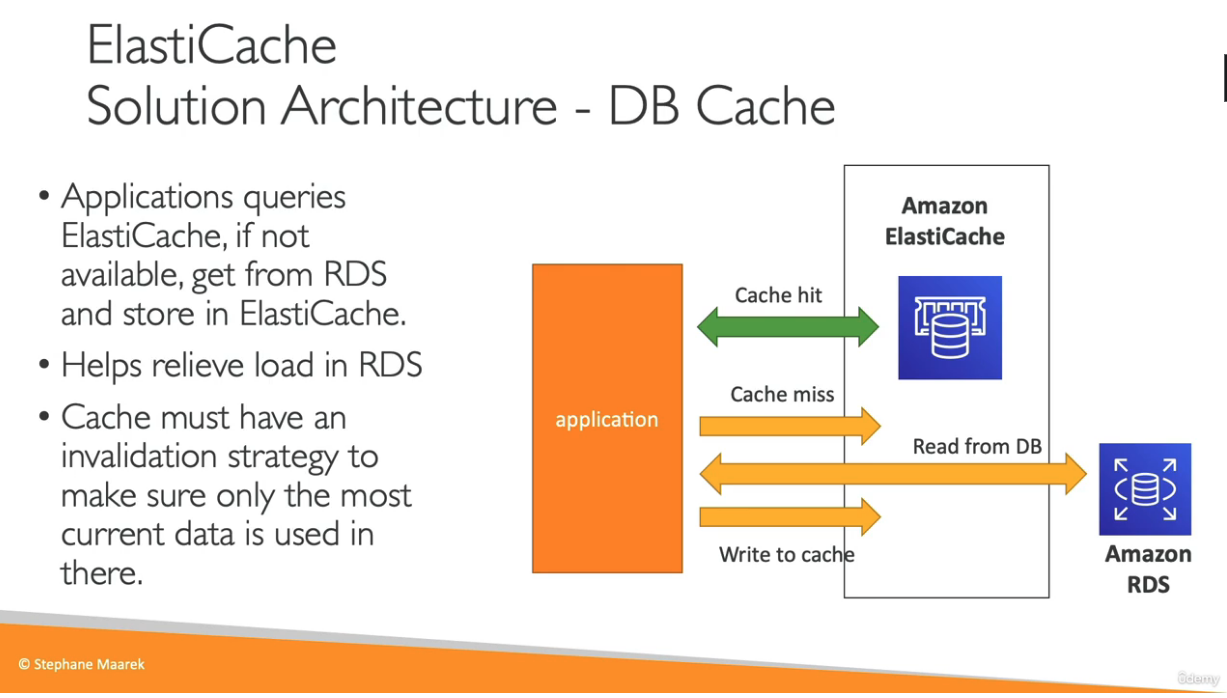 ElastiCache
Solution Architecture - DB Cache
• Applications queries
ElastiCache, if not
available, get from RDS
and store in ElastiCache.
• Helps relieve load in RDS
• Cache must have an
invalidation strategy to
make sure only the most
current data is used in
there.
application
Cache hit
Cache miss
Read from DB
Write to cache
Amazon
ElastiCache
Amazon
RDS
© Stephane Maarek
ûdemy